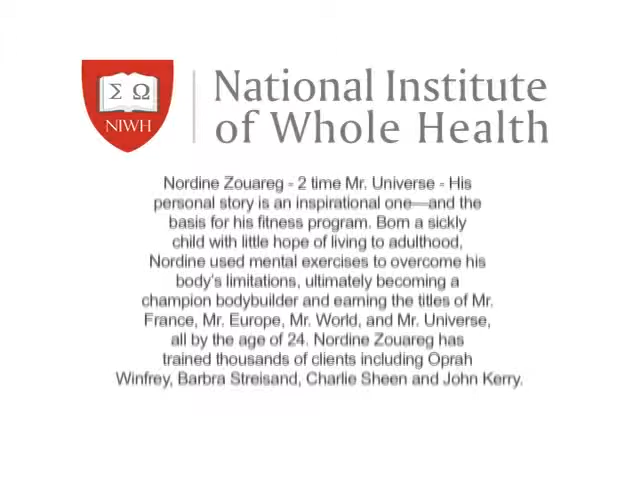 Σ Ω
NIWH
National Institute
of Whole Health
Nordine Zouareg - 2 time Mr. Universe - His
personal story is an inspirational one—and the
basis for his fitness program. Born a sickly
child with little hope of living to adulthood,
Nordine used mental exercises to overcome his
body's limitations, ultimately becoming a
champion bodybuilder and earning the titles of Mr.
France, Mr. Europe, Mr. World, and Mr. Universe,
all by the age of 24. Nordine Zouareg has
trained thousands of clients including Oprah
Winfrey, Barbra Streisand, Charlie Sheen and John Kerry.